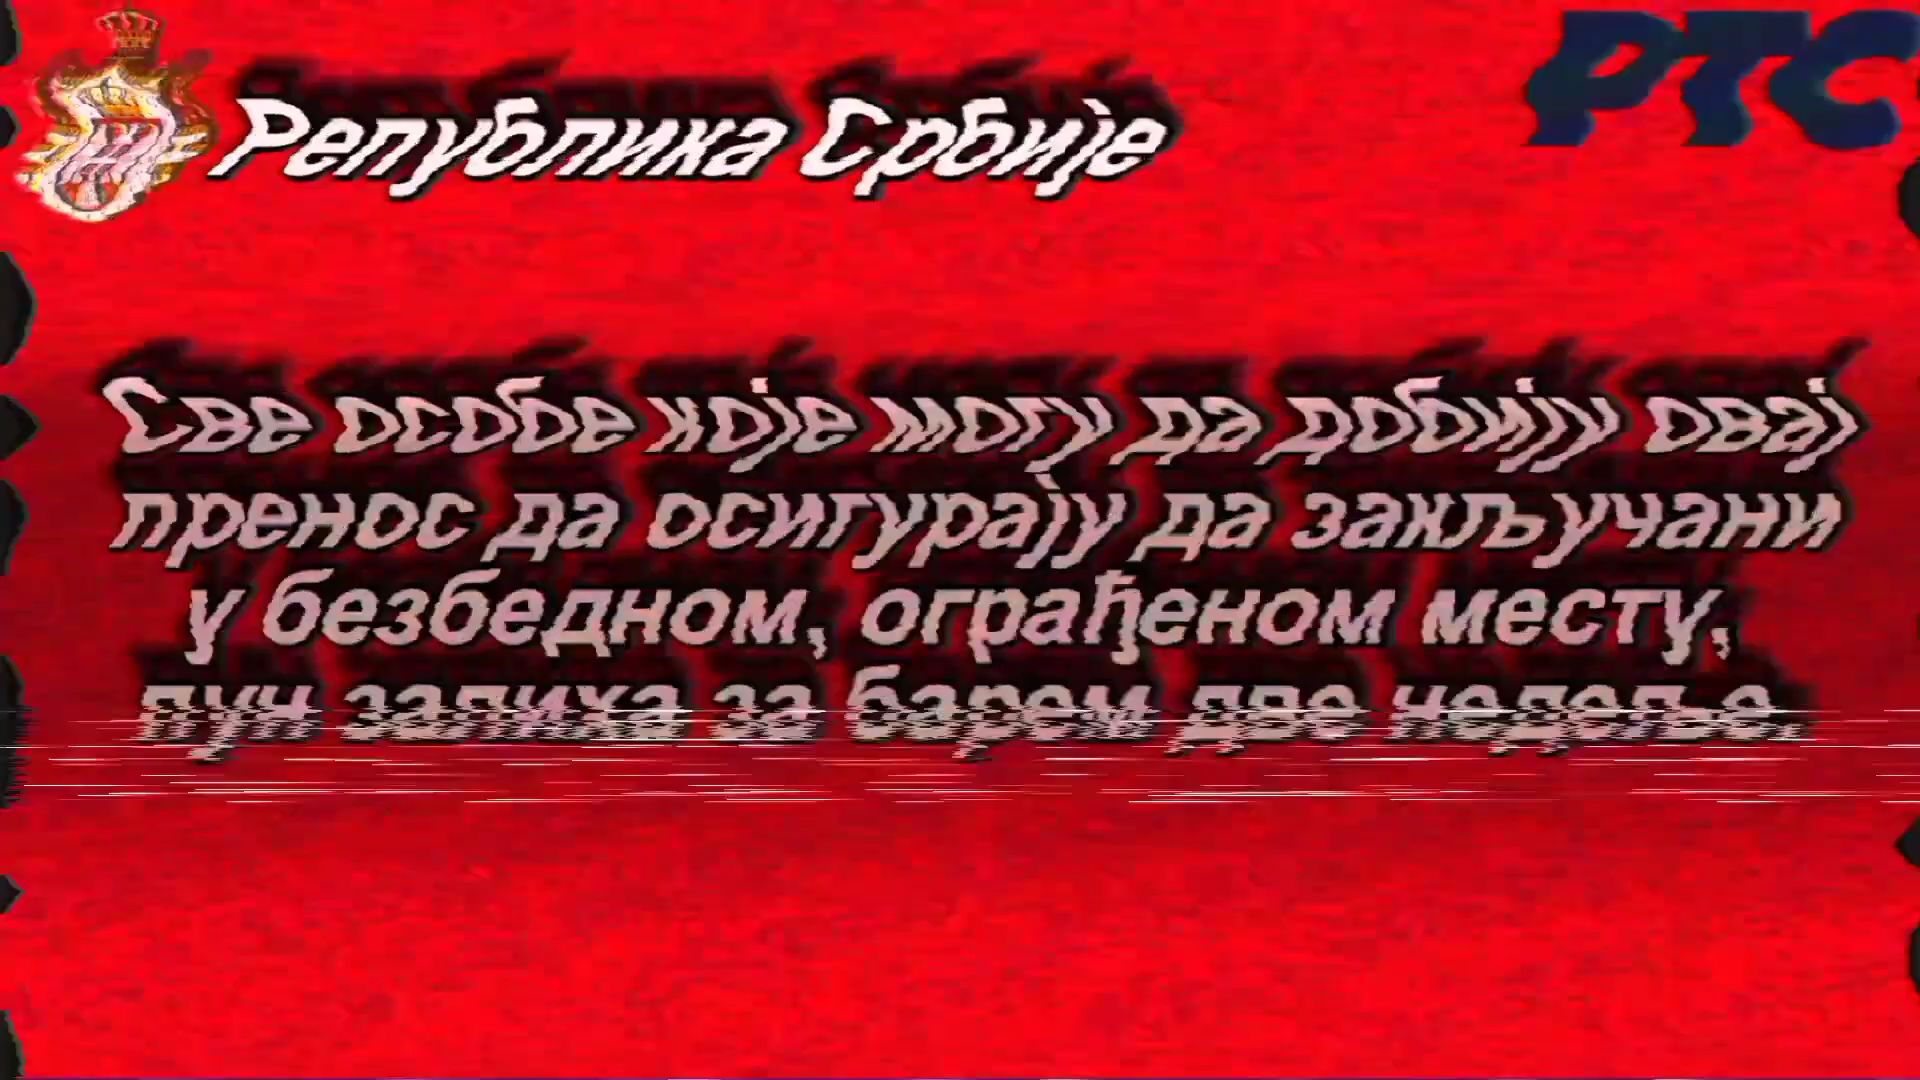 Република Србије
РТС
Све особе које могу да добију овај
пренос да осигурају да закључани
у безбедном, ограђеном месту,
пун залиха за барем две недеље.